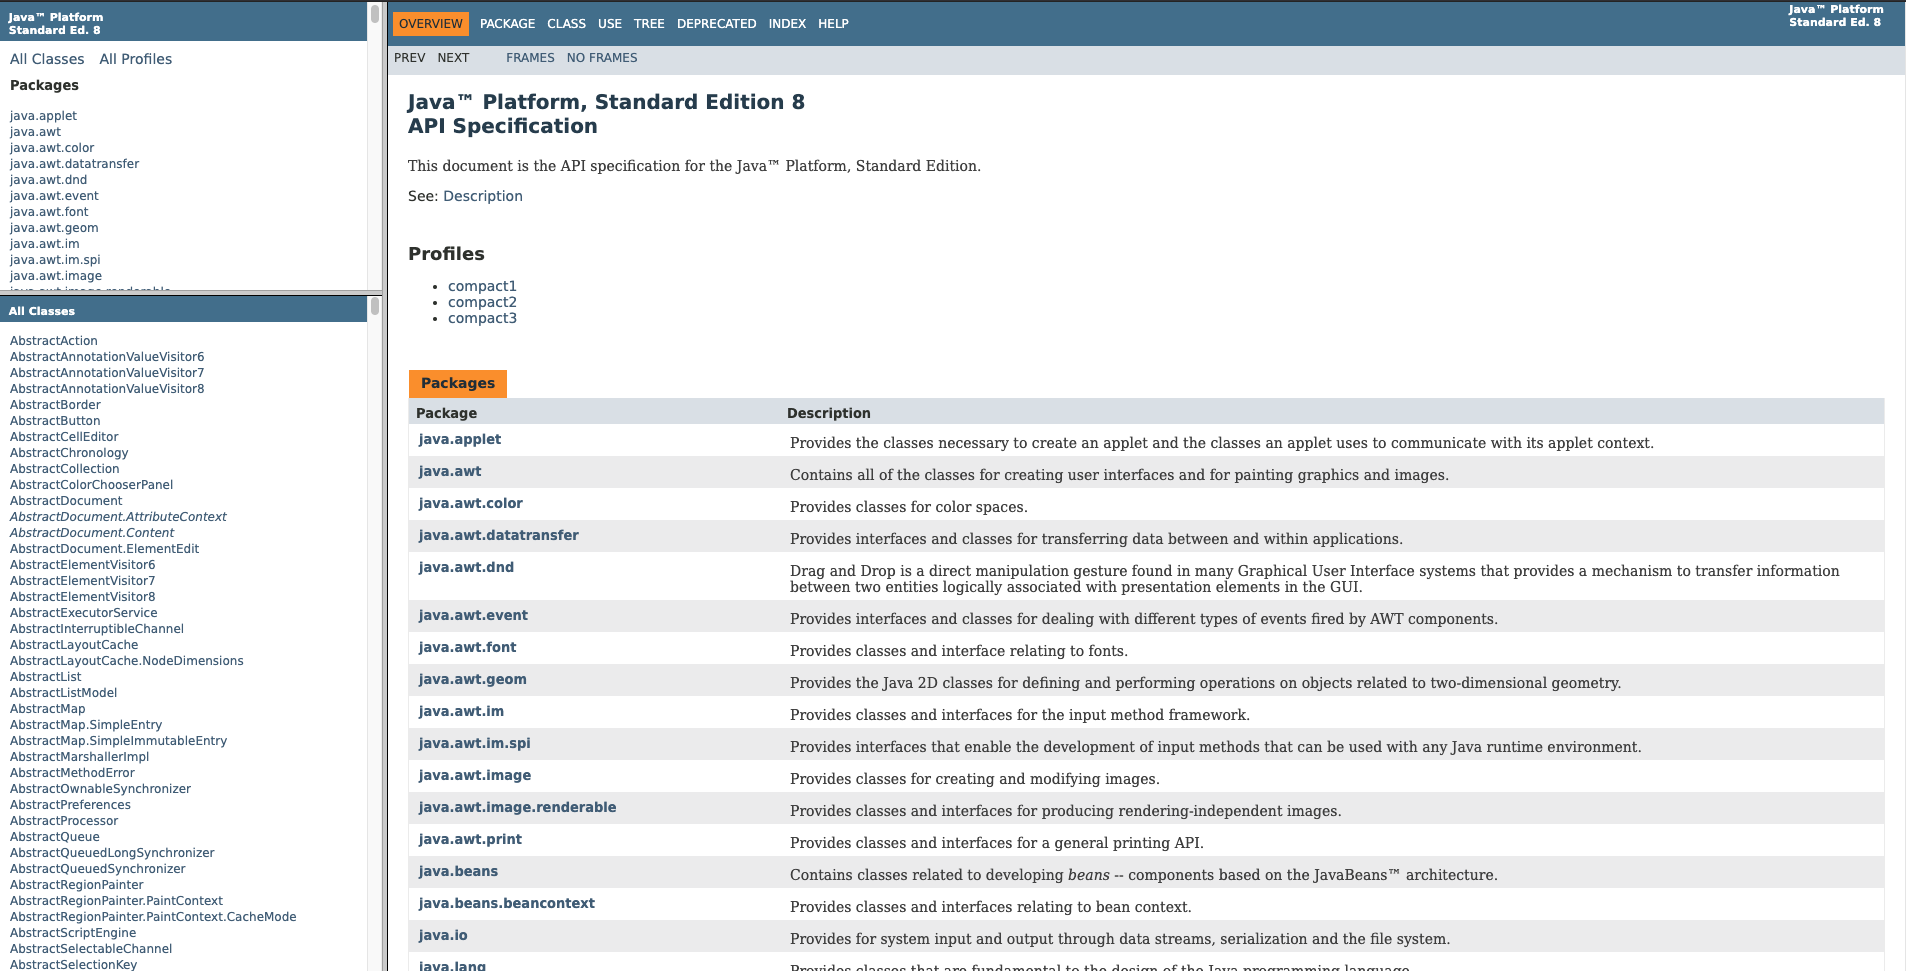 Java™ Platform
Standard Ed. 8
All Classes All Profiles
Packages
java.applet
java.awt
java.awt.color
java.awt.datatransfer
java.awt.dnd
java.awt.event
java.awt.font
java.awt.geom
java.awt.im
java.awt.im.spi
java.awt.image
java.awt.image.renderable
All Classes
AbstractAction
AbstractAnnotationValueVisitor6
AbstractAnnotationValueVisitor7
AbstractAnnotationValueVisitor8
AbstractBorder
AbstractButton
AbstractCellEditor
AbstractChronology
AbstractCollection
AbstractColorChooserPanel
AbstractDocument
AbstractDocument.AttributeContext
AbstractDocument.Content
AbstractDocument.ElementEdit
AbstractElementVisitor6
AbstractElementVisitor7
AbstractElementVisitor8
AbstractExecutorService
AbstractInterruptibleChannel
AbstractLayoutCache
AbstractLayoutCache.NodeDimensions
AbstractList
AbstractListModel
AbstractMap
AbstractMap.SimpleEntry
AbstractMap.SimpleImmutableEntry
AbstractMarshallerImpl
AbstractMethodError
AbstractOwnableSynchronizer
AbstractPreferences
AbstractProcessor
AbstractQueue
AbstractQueuedLongSynchronizer
AbstractQueuedSynchronizer
AbstractRegionPainter
AbstractRegionPainter.PaintContext
AbstractRegionPainter.PaintContext.CacheMode
AbstractScriptEngine
AbstractSelectableChannel
AbstractSelectionKey
OVERVIEW PACKAGE CLASS USE TREE DEPRECATED INDEX HELP
Java™ Platform
Standard Ed. 8
PREV NEXT FRAMES NO FRAMES
Java™ Platform, Standard Edition 8
API Specification
This document is the API specification for the Java™ Platform, Standard Edition.
See: Description
Profiles
• compact1
• compact2
• compact3
Packages
Package Description
java.applet Provides the classes necessary to create an applet and the classes an applet uses to communicate with its applet context.
java.awt Contains all of the classes for creating user interfaces and for painting graphics and images.
java.awt.color Provides classes for color spaces.
java.awt.datatransfer Provides interfaces and classes for transferring data between and within applications.
java.awt.dnd Drag and Drop is a direct manipulation gesture found in many Graphical User Interface systems that provides a mechanism to transfer information
between two entities logically associated with presentation elements in the GUI.
java.awt.event Provides interfaces and classes for dealing with different types of events fired by AWT components.
java.awt.font Provides classes and interface relating to fonts.
java.awt.geom Provides the Java 2D classes for defining and performing operations on objects related to two-dimensional geometry.
java.awt.im Provides classes and interfaces for the input method framework.
java.awt.im.spi Provides interfaces that enable the development of input methods that can be used with any Java runtime environment.
java.awt.image Provides classes for creating and modifying images.
java.awt.image.renderable Provides classes and interfaces for producing rendering-independent images.
java.awt.print Provides classes and interfaces for a general printing API.
java.beans Contains classes related to developing beans -- components based on the JavaBeans™ architecture.
java.beans.beancontext Provides classes and interfaces relating to bean context.
java.io Provides for system input and output through data streams, serialization and the file system.
java.lang Provides classes that are fundamental to the design of the Java programming language.